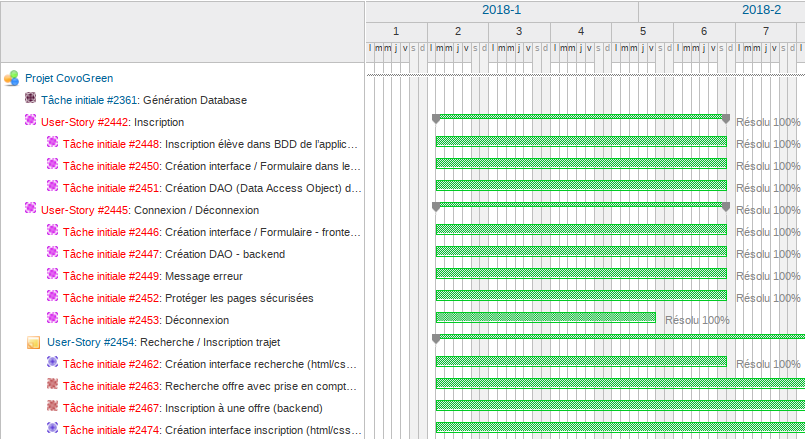 2018-1 2018-2
1 2 3 4 5 6 7
l m m j v s d l m m j v s d l m m j v s d l m m j v s d l m m j v s d l m m j v s d l m m j v s d
Projet CovoGreen
Tâche initiale #2361: Génération Database
User-Story #2442: Inscription Résolu 100%
Tâche initiale #2448: Inscription élève dans BDD de l'applic... Résolu 100%
Tâche initiale #2450: Création interface / Formulaire dans le... Résolu 100%
Tâche initiale #2451: Création DAO (Data Access Object) d... Résolu 100%
User-Story #2445: Connexion / Déconnexion Résolu 100%
Tâche initiale #2446: Création interface / Formulaire - fronte... Résolu 100%
Tâche initiale #2447: Création DAO - backend Résolu 100%
Tâche initiale #2449: Message erreur Résolu 100%
Tâche initiale #2452: Protéger les pages sécurisées Résolu 100%
Tâche initiale #2453: Déconnexion Résolu 100%
User-Story #2454: Recherche / Inscription trajet
Tâche initiale #2462: Création interface recherche (html/cs... Résolu 100%
Tâche initiale #2463: Recherche offre avec prise en compt...
Tâche initiale #2467: Inscription à une offre (backend)
Tâche initiale #2474: Création interface inscription (html/css...